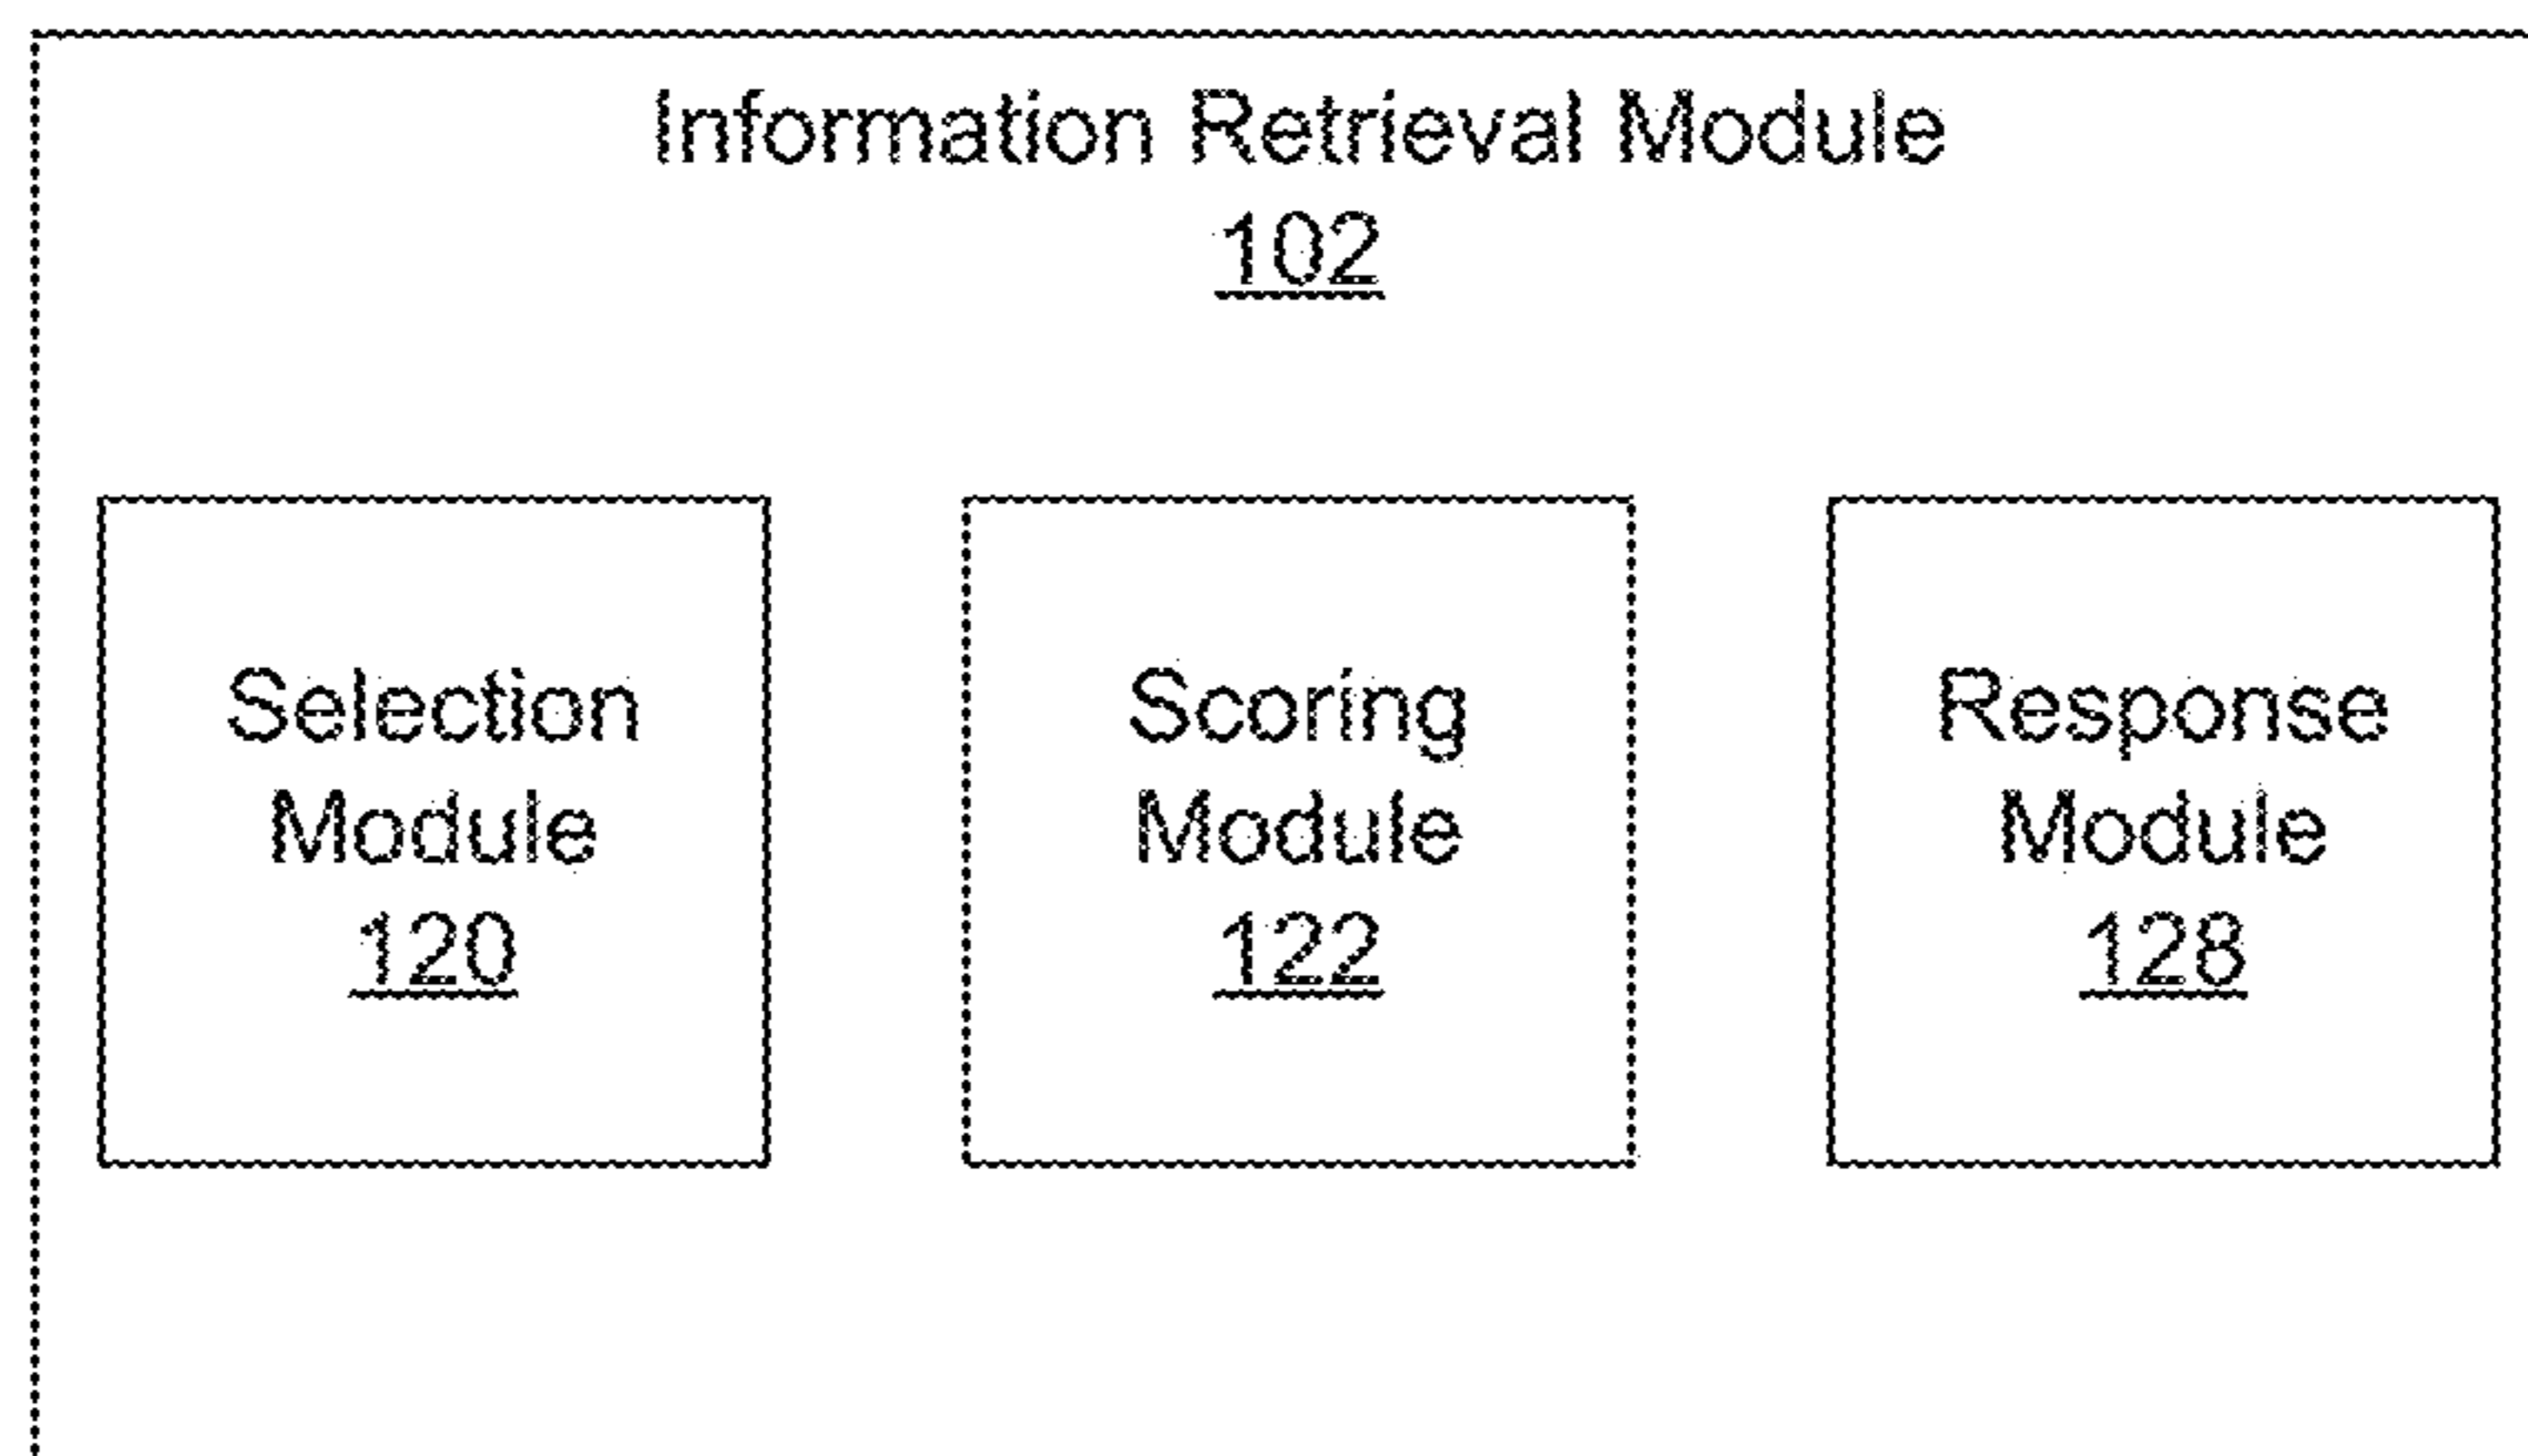 Information Retrieval Module
102
Selection
Module
120
Scoring
Module
122
Response
Module
128